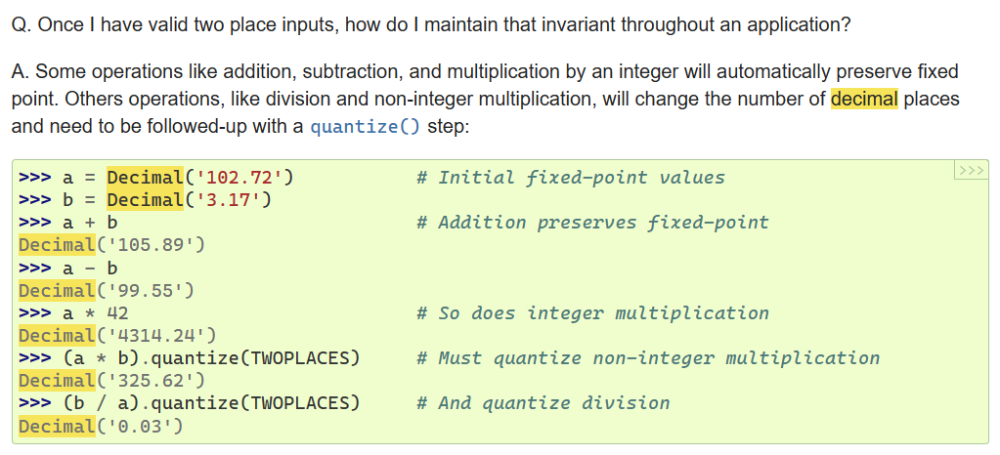 Q. Once I have valid two place inputs, how do I maintain that invariant throughout an application?
A. Some operations like addition, subtraction, and multiplication by an integer will automatically preserve fixed
point. Others operations, like division and non-integer multiplication, will change the number of decimal places
and need to be followed-up with a quantize() step:
>>>
>>> a = Decimal('102.72')             # Initial fixed-point values
>>> b = Decimal('3.17')
>>> a + b                             # Addition preserves fixed-point
Decimal('105.89')
>>> a - b
Decimal('99.55')
>>> a * 42                            # So does integer multiplication
Decimal('4314.24')
>>> (a * b).quantize(TWOPLACES)       # Must quantize non-integer multiplication
Decimal('325.62')
>>> (b / a).quantize(TWOPLACES)       # And quantize division
Decimal('0.03')